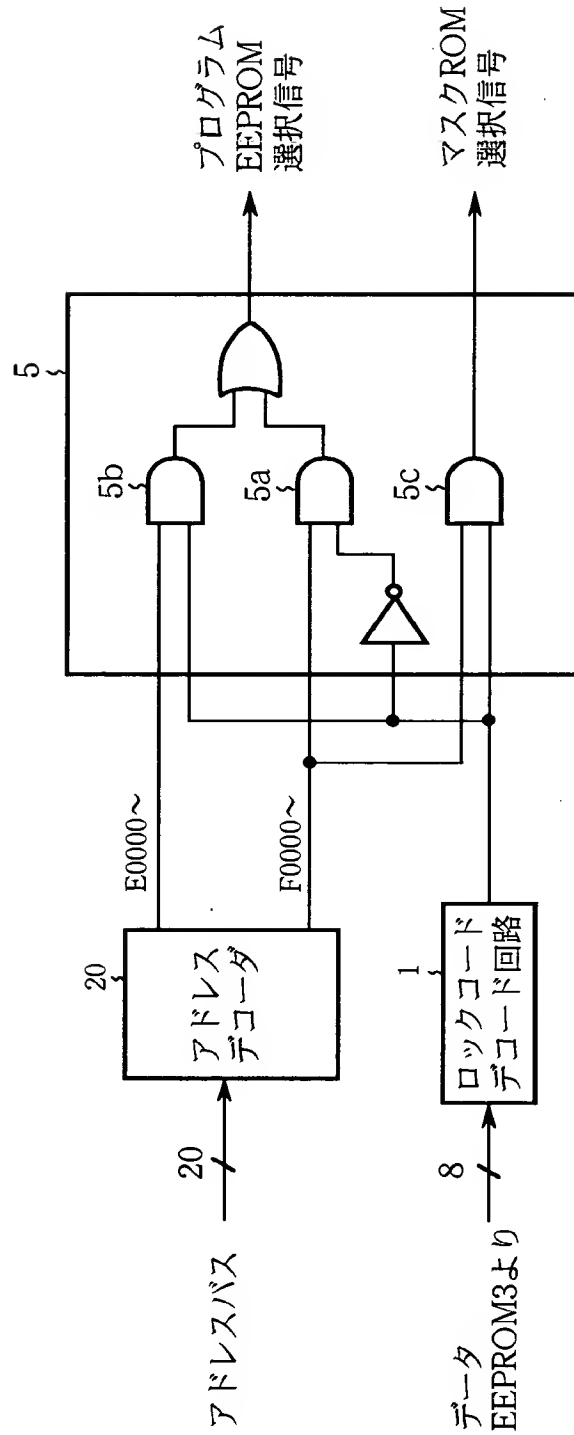 5
プログラム
EEPROM
選択信号
5b
20
E0000～
アドレスバス
20
アドレス
デコーダ
5a
F0000～
マスクROM
選択信号
5c
1
データ
EEPROM3より
8
ロックコード
デコード回路